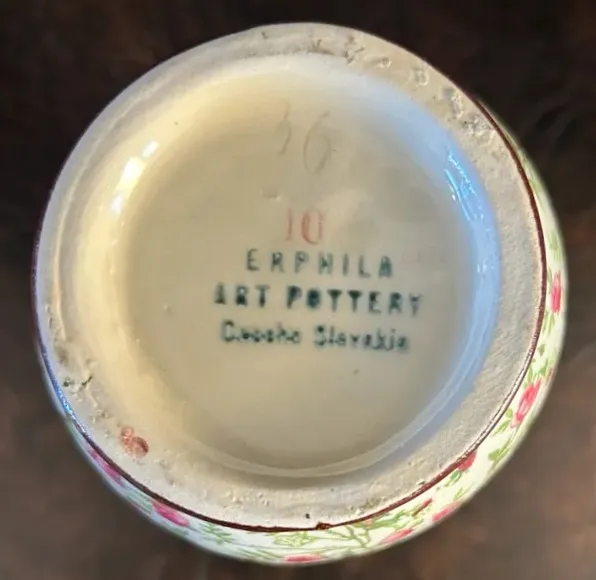 36
10
ERPHILA
ART POTTERY
Czecho Slovakia